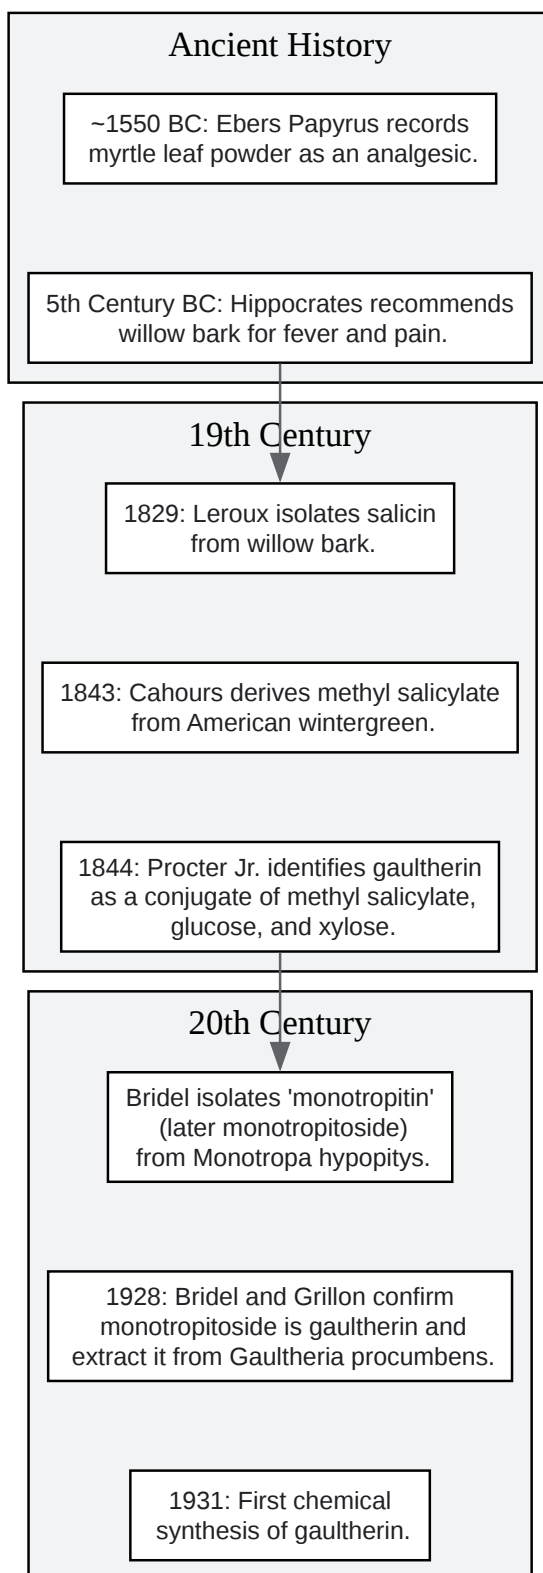 Ancient History
~1550 BC: Ebers Papyrus records
myrtle leaf powder as an analgesic.
5th Century BC: Hippocrates recommends
willow bark for fever and pain.
19th Century
1829: Leroux isolates salicin
from willow bark.
1843: Cahours derives methyl salicylate
from American wintergreen.
1844: Procter Jr. identifies gaultherin
as a conjugate of methyl salicylate,
glucose, and xylose.
20th Century
Bridel isolates 'monotropitin'
(later monotropitoside)
from Monotropa hypopitys.
1928: Bridel and Grillon confirm
monotropitoside is gaultherin and
extract it from Gaultheria procumbens.
1931: First chemical
synthesis of gaultherin.